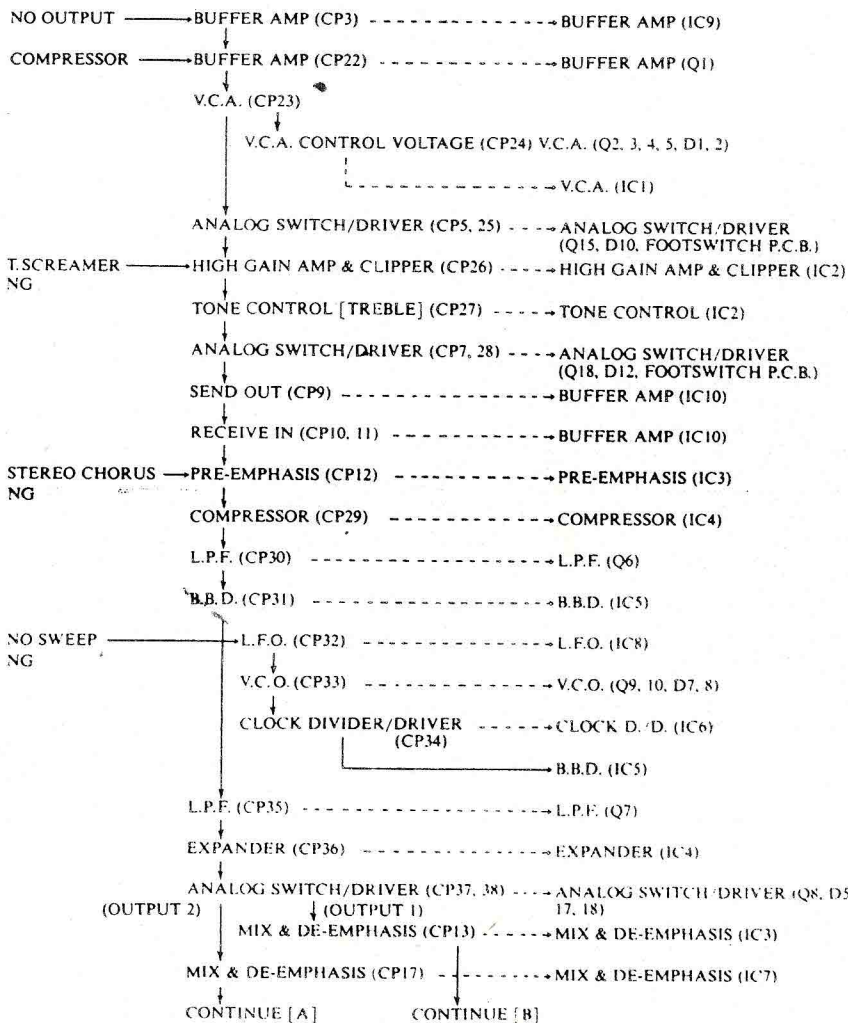 NO OUTPUT BUFFER AMP (CP3) BUFFER AMP (IC9)
COMPRESSOR BUFFER AMP (CP22) BUFFER AMP (Q1)
V.C.A. (CP23)
V.C.A. CONTROL VOLTAGE (CP24) V.C.A. (Q2, 3, 4, 5, D1, 2)
V.C.A. (IC1)
ANALOG SWITCH/DRIVER (CP5, 25) ANALOG SWITCH/DRIVER
(Q15, D10, FOOTSWITCH P.C.B.)
T.SCREAMER HIGH GAIN AMP & CLIPPER (CP26) HIGH GAIN AMP & CLIPPER (IC2)
NG
TONE CONTROL [TREBLE] (CP27) TONE CONTROL (IC2)
ANALOG SWITCH/DRIVER (CP7, 28) ANALOG SWITCH/DRIVER
(Q18, D12, FOOTSWITCH P.C.B.)
SEND OUT (CP9) BUFFER AMP (IC10)
RECEIVE IN (CP10, 11) BUFFER AMP (IC10)
STEREO CHORUS PRE-EMPHASIS (CP12) PRE-EMPHASIS (IC3)
NG
COMPRESSOR (CP29) COMPRESSOR (IC4)
L.P.F. (CP30) L.P.F. (Q6)
B.B.D. (CP31) B.B.D. (IC5)
NO SWEEP L.F.O. (CP32) L.F.O. (IC8)
NG
V.C.O. (CP33) V.C.O. (Q9, 10, D7, 8)
CLOCK DIVIDER/DRIVER CLOCK D./D. (IC6)
(CP34)
B.B.D. (IC5)
L.P.F. (CP35) L.P.F. (Q7)
EXPANDER (CP36) EXPANDER (IC4)
ANALOG SWITCH/DRIVER (CP37, 38) ANALOG SWITCH/DRIVER (Q8, D5
(OUTPUT 2) (OUTPUT 1) 17, 18)
MIX & DE-EMPHASIS (CP13) MIX & DE-EMPHASIS (IC3)
MIX & DE-EMPHASIS (CP17) MIX & DE-EMPHASIS (IC7)
CONTINUE [A] CONTINUE [B]